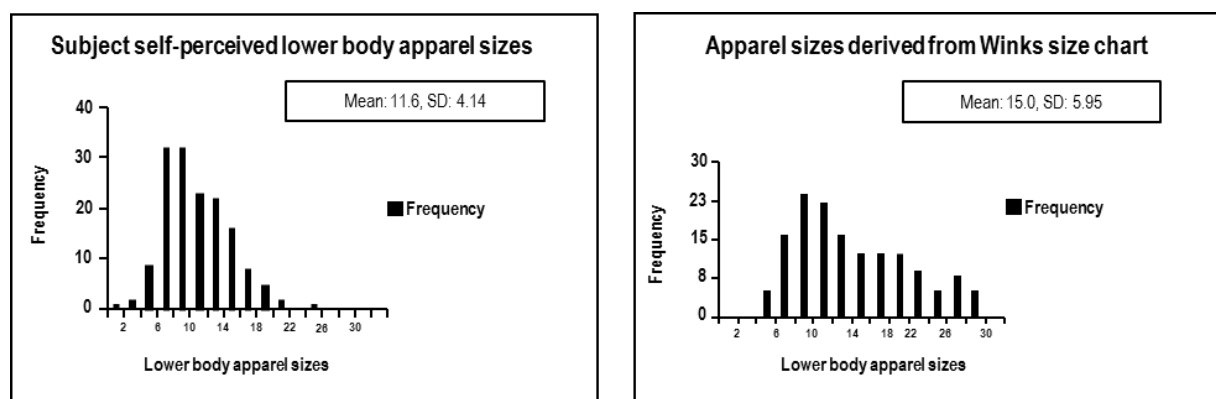 Subject self-perceived lower body apparel sizes
Mean: 11.6, SD: 4.14
40
30
20
10
0
Frequency
Frequency
2 6 10 14 18 22 26 30
Lower body apparel sizes
Apparel sizes derived from Winks size chart
Mean: 15.0, SD: 5.95
30
23
15
8
0
Frequency
Frequency
2 6 10 14 18 22 26 30
Lower body apparel sizes